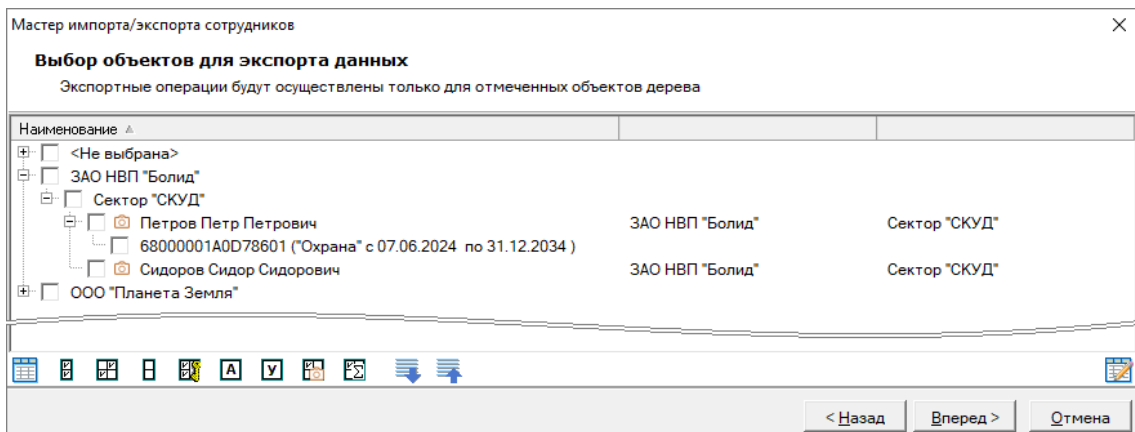 Мастер импорта/экспорта сотрудников
Выбор объектов для экспорта данных
Экспортные операции будут осуществлены только для отмеченных объектов дерева
Наименование
<Не выбрана>
ЗАО НВП "Болид"
Сектор "СКУД"
Петров Петр Петрович ЗАО НВП "Болид" Сектор "СКУД"
68000001A0D78601 ("Охрана" с 07.06.2024 по 31.12.2034 )
Сидоров Сидор Сидорович ЗАО НВП "Болид" Сектор "СКУД"
ООО "Планета Земля"
А У
< Назад Вперед > Отмена